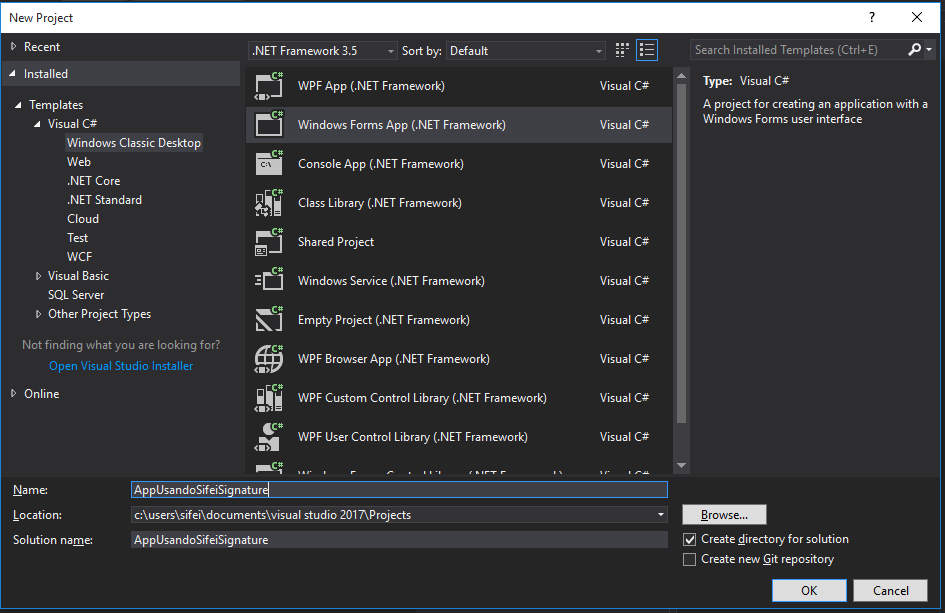 New Project
?
Recent
.NET Framework 3.5
Sort by:
Default
Search Installed Templates (Ctrl+E)
Installed
Templates
Visual C#
Windows Classic Desktop
Web
.NET Core
.NET Standard
Cloud
Test
WCF
Visual Basic
SQL Server
Other Project Types
Not finding what you are looking for?
Open Visual Studio Installer
Online
C# WPF App (.NET Framework) Visual C#
C# Windows Forms App (.NET Framework) Visual C#
C# C:\ Console App (.NET Framework) Visual C#
C# Class Library (.NET Framework) Visual C#
C# Shared Project Visual C#
C# Windows Service (.NET Framework) Visual C#
C# Empty Project (.NET Framework) Visual C#
C# WPF Browser App (.NET Framework) Visual C#
C# WPF Custom Control Library (.NET Framework) Visual C#
C# WPF User Control Library (.NET Framework) Visual C#
C# Windows Forms Control Library (.NET Framework) Visual C#
Type: Visual C#
A project for creating an application with a
Windows Forms user interface
Name: AppUsandoSifeiSignature
Location: c:\users\sifei\documents\visual studio 2017\Projects
Browse...
Solution name: AppUsandoSifeiSignature
Create directory for solution
Create new Git repository
OK
Cancel